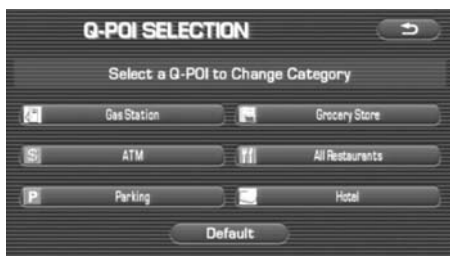 Q-POI SELECTION
Select a Q-POI to Change Category
Gas Station
Grocery Store
$ ATM
All Restaurants
P Parking
Hotel
Default